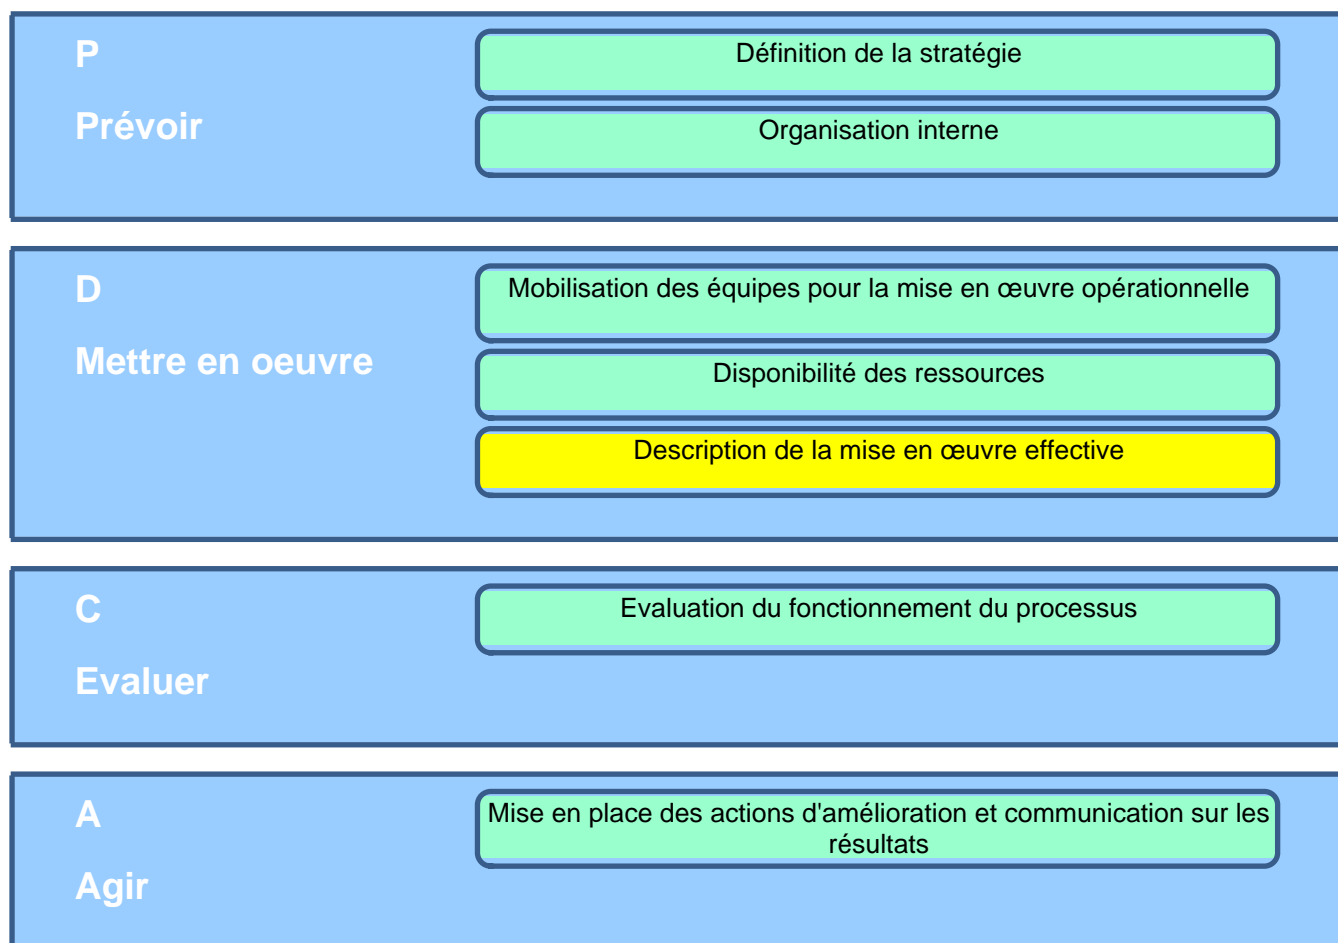 P
Prévoir
Définition de la stratégie
Organisation interne
D
Mettre en oeuvre
Mobilisation des équipes pour la mise en œuvre opérationnelle
Disponibilité des ressources
Description de la mise en œuvre effective
C
Evaluer
Evaluation du fonctionnement du processus
A
Agir
Mise en place des actions d'amélioration et communication sur les
résultats